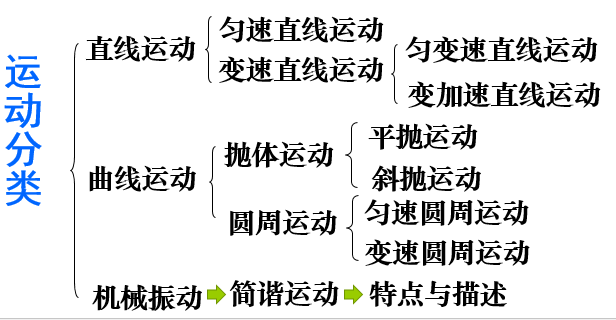 运动分类
直线运动
匀速直线运动
变速直线运动
匀变速直线运动
变加速直线运动
曲线运动
抛体运动
平抛运动
斜抛运动
圆周运动
匀速圆周运动
变速圆周运动
机械振动
简谐运动
特点与描述